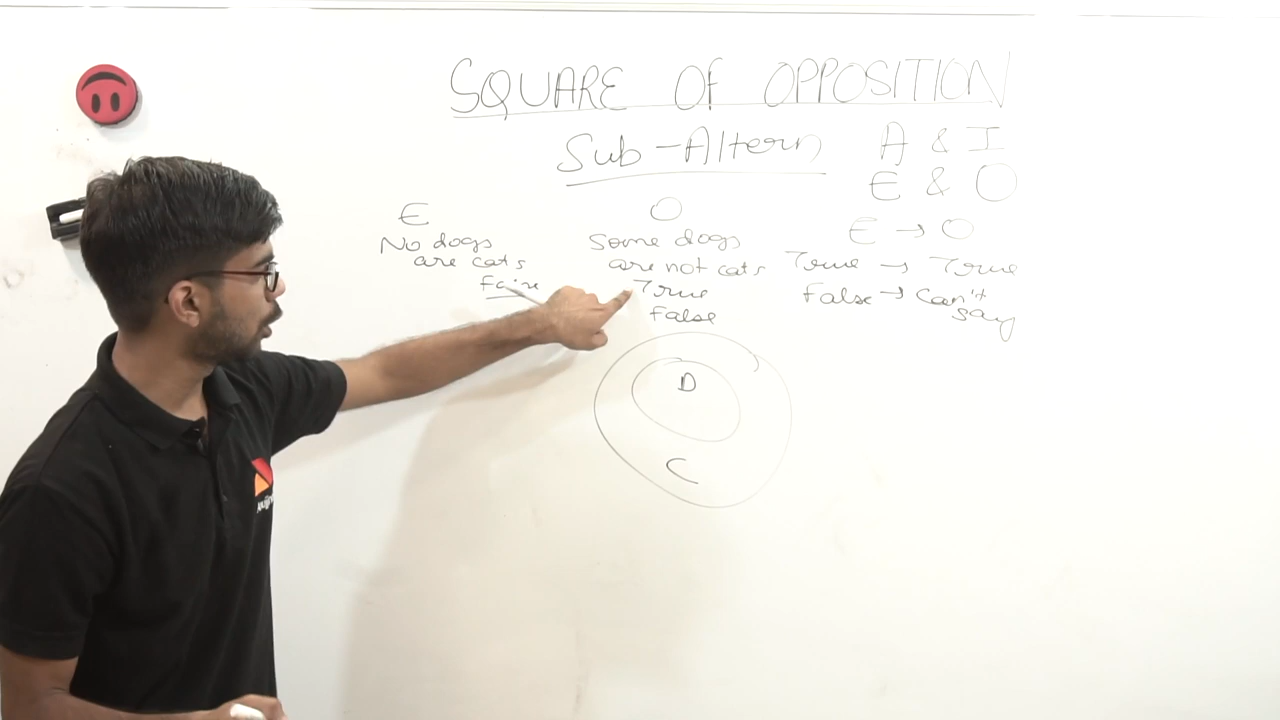 SQUARE OF OPPOSITION
Sub-Altern
A & I
E & O
E
No dogs
are cats
False
O
Some dogs
are not cats
True
False
E → O
True → True
False → Can't
say
D
C